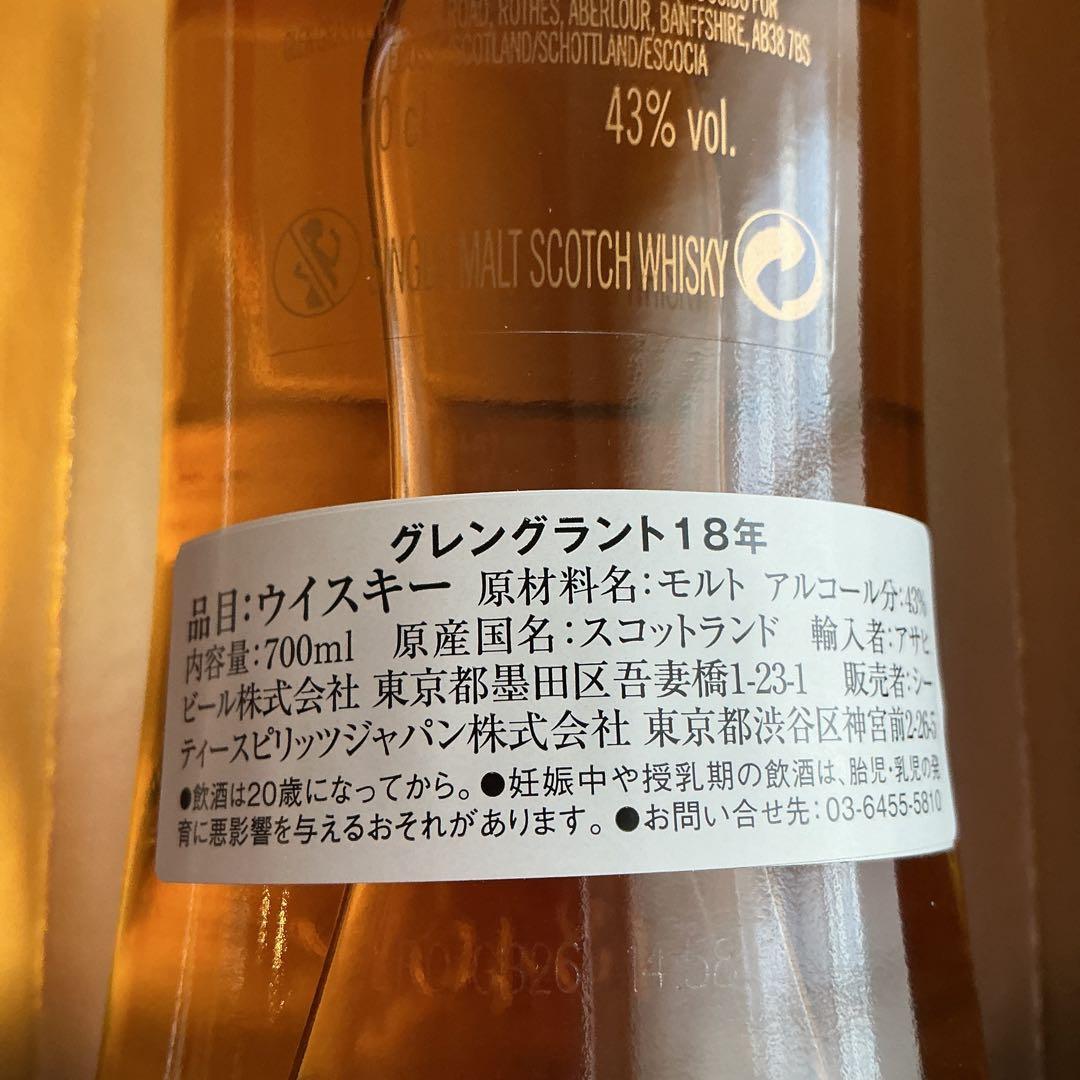 ROAD, ROTHES, ABERLOUR, BANFFSHIRE, AB38 7BS
SCOTLAND/SCHOTTLAND/ESCOCIA
43% vol.
SINGLE MALT SCOTCH WHISKY
グレングラント18年
品目:ウイスキー 原材料名:モルト アルコール分:43%
内容量:700ml 原産国名:スコットランド 輸入者:アサヒ
ビール株式会社 東京都墨田区吾妻橋1-23-1 販売者:シー
ティースピリッツジャパン株式会社 東京都渋谷区神宮前2-26-5
●飲酒は20歳になってから。●妊娠中や授乳期の飲酒は、胎児・乳児の発
育に悪影響を与えるおそれがあります。●お問い合せ先:03-6455-5810